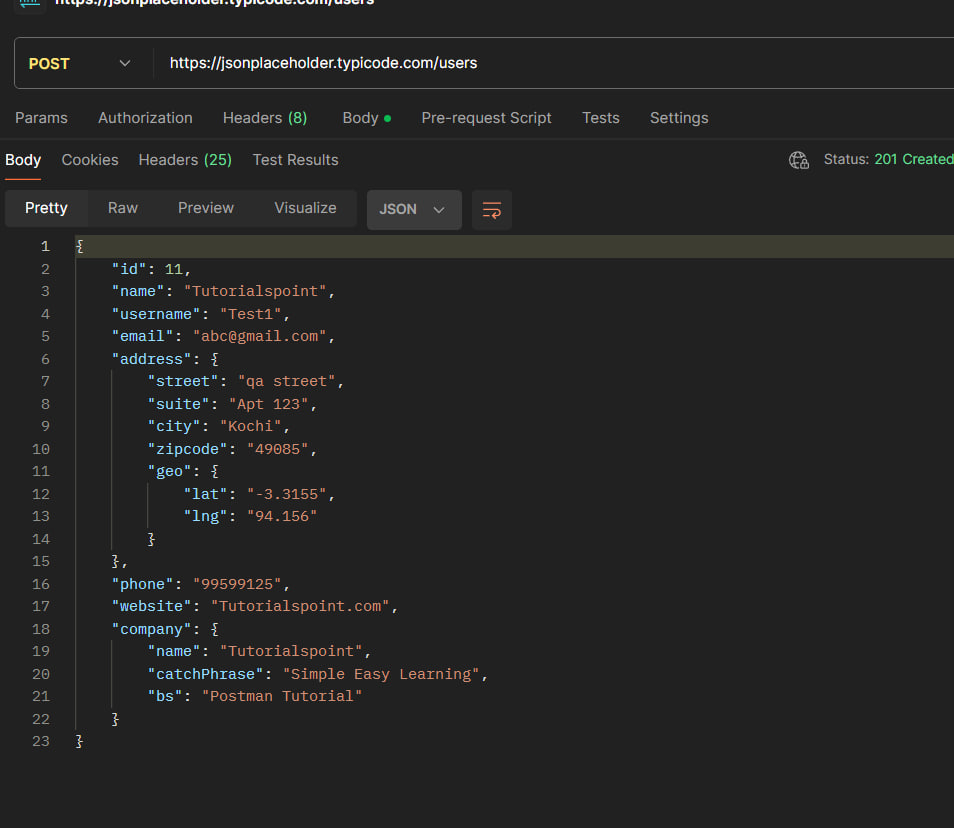 https://jsonplaceholder.typicode.com/users
POST https://jsonplaceholder.typicode.com/users
Params Authorization Headers (8) Body Pre-request Script Tests Settings
Body Cookies Headers (25) Test Results Status: 201 Created
Pretty Raw Preview Visualize JSON
1 {
2 "id": 11,
3 "name": "Tutorialspoint",
4 "username": "Test1",
5 "email": "abc@gmail.com",
6 "address": {
7 "street": "qa street",
8 "suite": "Apt 123",
9 "city": "Kochi",
10 "zipcode": "49085",
11 "geo": {
12 "lat": "-3.3155",
13 "lng": "94.156"
14 }
15 },
16 "phone": "99599125",
17 "website": "Tutorialspoint.com",
18 "company": {
19 "name": "Tutorialspoint",
20 "catchPhrase": "Simple Easy Learning",
21 "bs": "Postman Tutorial"
22 }
23 }